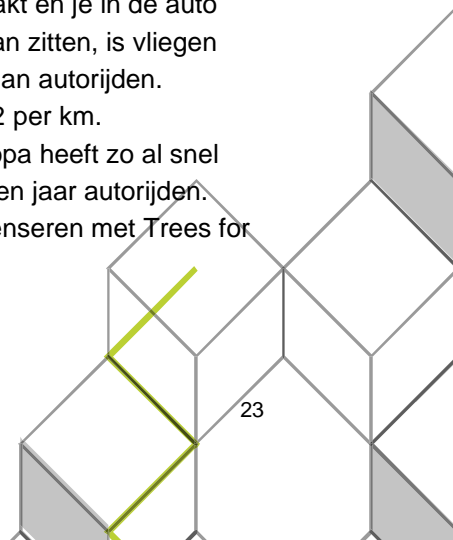 akt en je in de auto
an zitten, is vliegen
an autorijden.
2 per km.
opa heeft zo al snel
en jaar autorijden.
enseren met Trees for
23